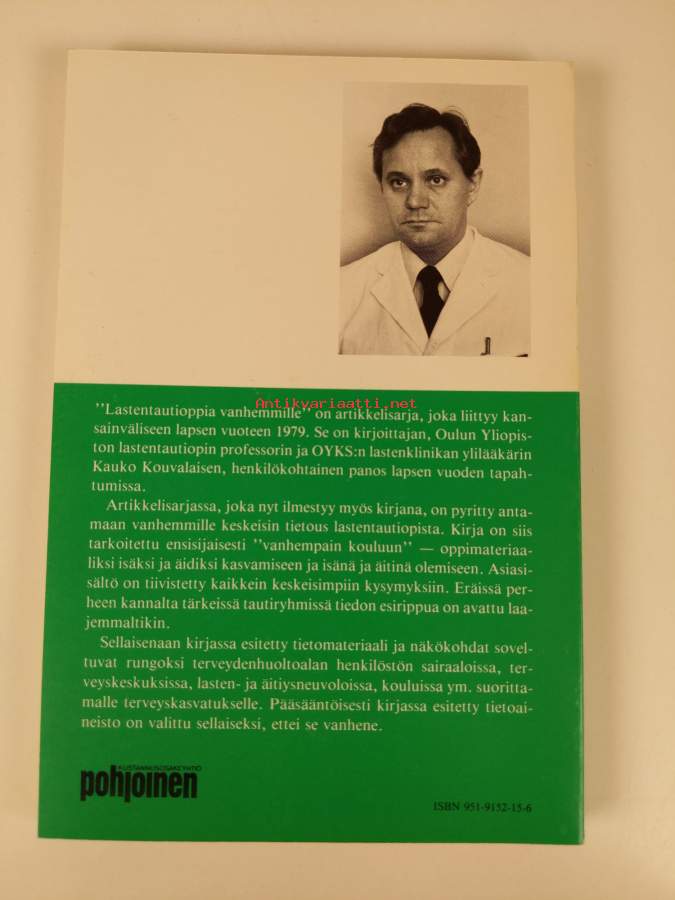 Antikvariaatti.net
"Lastentautioppia vanhemmille" on artikkelisarja, joka liittyy kan-
sainväliseen lapsen vuoteen 1979. Se on kirjoittajan, Oulun Yliopis-
ton lastentautiopin professorin ja OYKS:n lastenklinikan ylilääkärin
Kauko Kouvalaisen, henkilökohtainen panos lapsen vuoden tapah-
tumissa.
Artikkelisarjassa, joka nyt ilmestyy myös kirjana, on pyritty anta-
maan vanhemmille keskeisin tietous lastentautiopista. Kirja on siis
tarkoitettu ensisijaisesti "vanhempain kouluun" — oppimateriaa-
liksi isäksi ja äidiksi kasvamiseen ja isänä ja äitinä olemiseen. Asiasi-
sältö on tiivistetty kaikkein keskeisimpiin kysymyksiin. Eräissä per-
heen kannalta tärkeissä tautiryhmissä tiedon esirippua on avattu laa-
jemmaltikin.
Sellaisenaan kirjassa esitetty tietomateriaali ja näkökohdat sovel-
tuvat rungoksi terveydenhuoltoalan henkilöstön sairaaloissa, ter-
veyskeskuksissa, lasten- ja äitiysneuvoloissa, kouluissa ym. suoritta-
malle terveyskasvatukselle. Pääsääntöisesti kirjassa esitetty tietoai-
neisto on valittu sellaiseksi, ettei se vanhene.
KUSTANNUSOSAKEYHTIÖ
pohjoinen
ISBN 951-9152-15-6